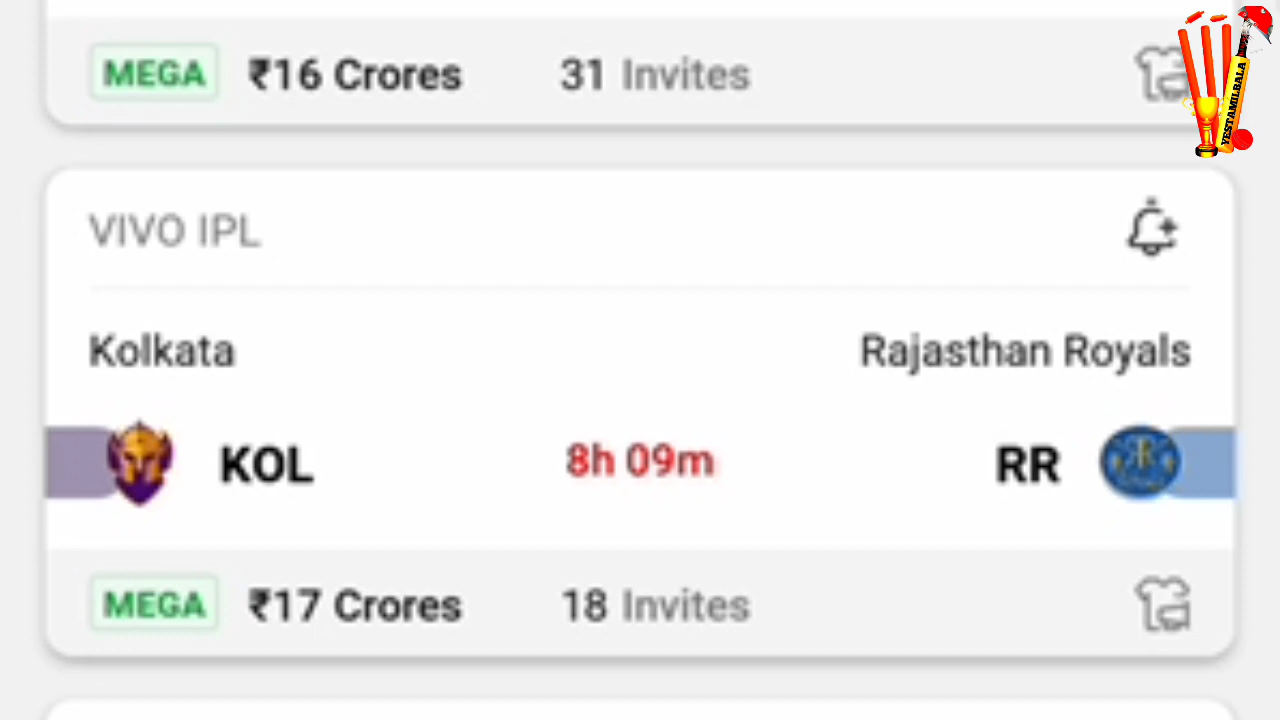 MEGA ₹16 Crores 31 Invites
YESTAMILBALA
VIVO IPL
Kolkata Rajasthan Royals
KOL 8h 09m RR
MEGA ₹17 Crores 18 Invites